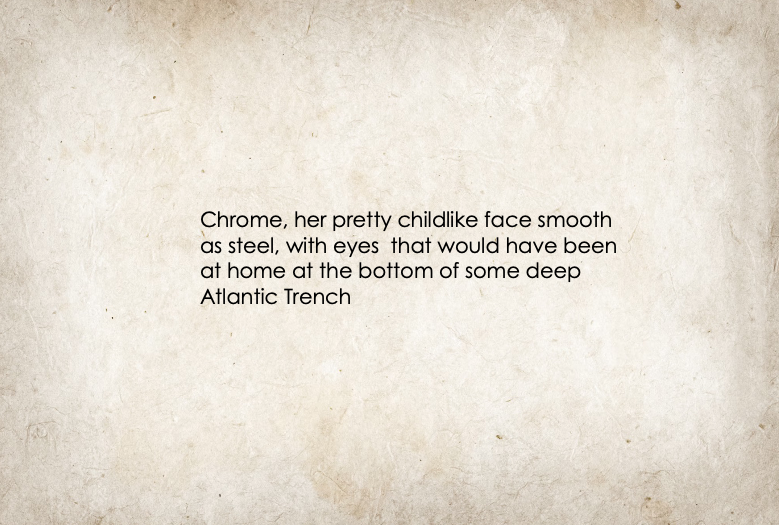 Chrome, her pretty childlike face smooth
as steel, with eyes  that would have been
at home at the bottom of some deep
Atlantic Trench